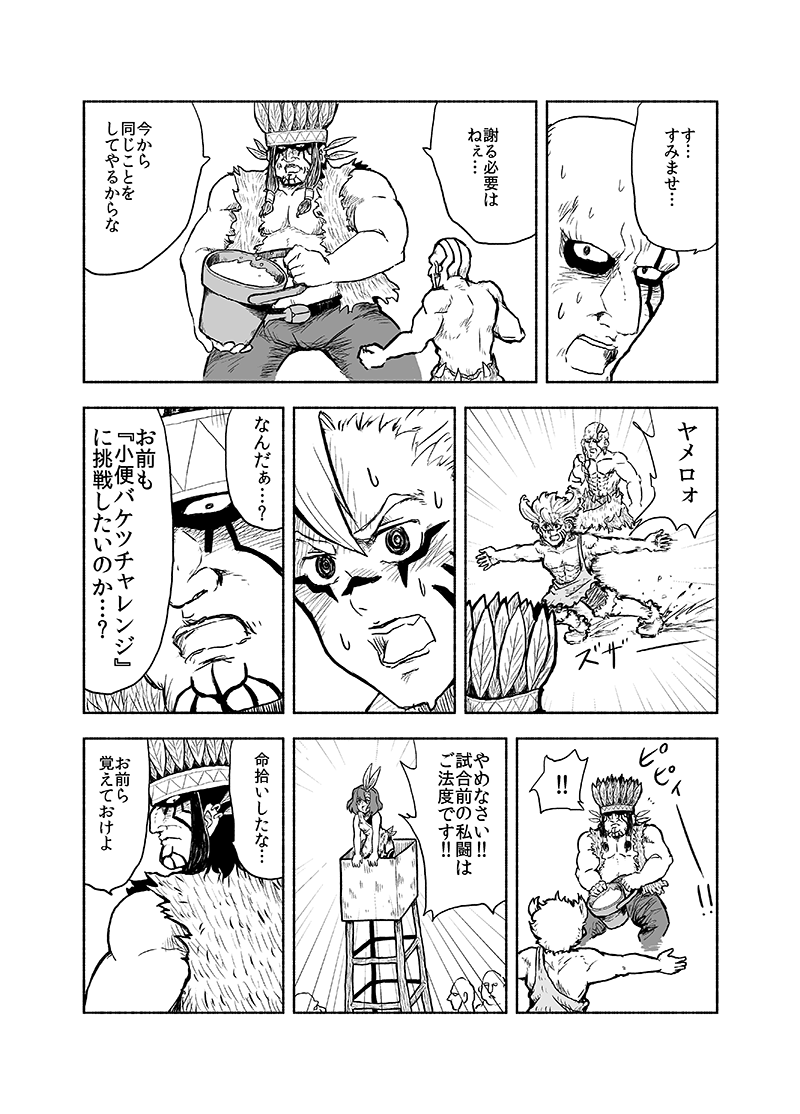 す…
すみませ…
謝る必要は
ねぇ…
今から
同じことを
してやるからな
ヤメロォ
ズザー
なんだぁ…?
お前も
『小便バケツチャレンジ』
に挑戦したいのか…?
ピピィーッ!!
!!
やめなさい!!
試合前の私闘は
ご法度です!!
命拾いしたな…
お前ら
覚えておけよ